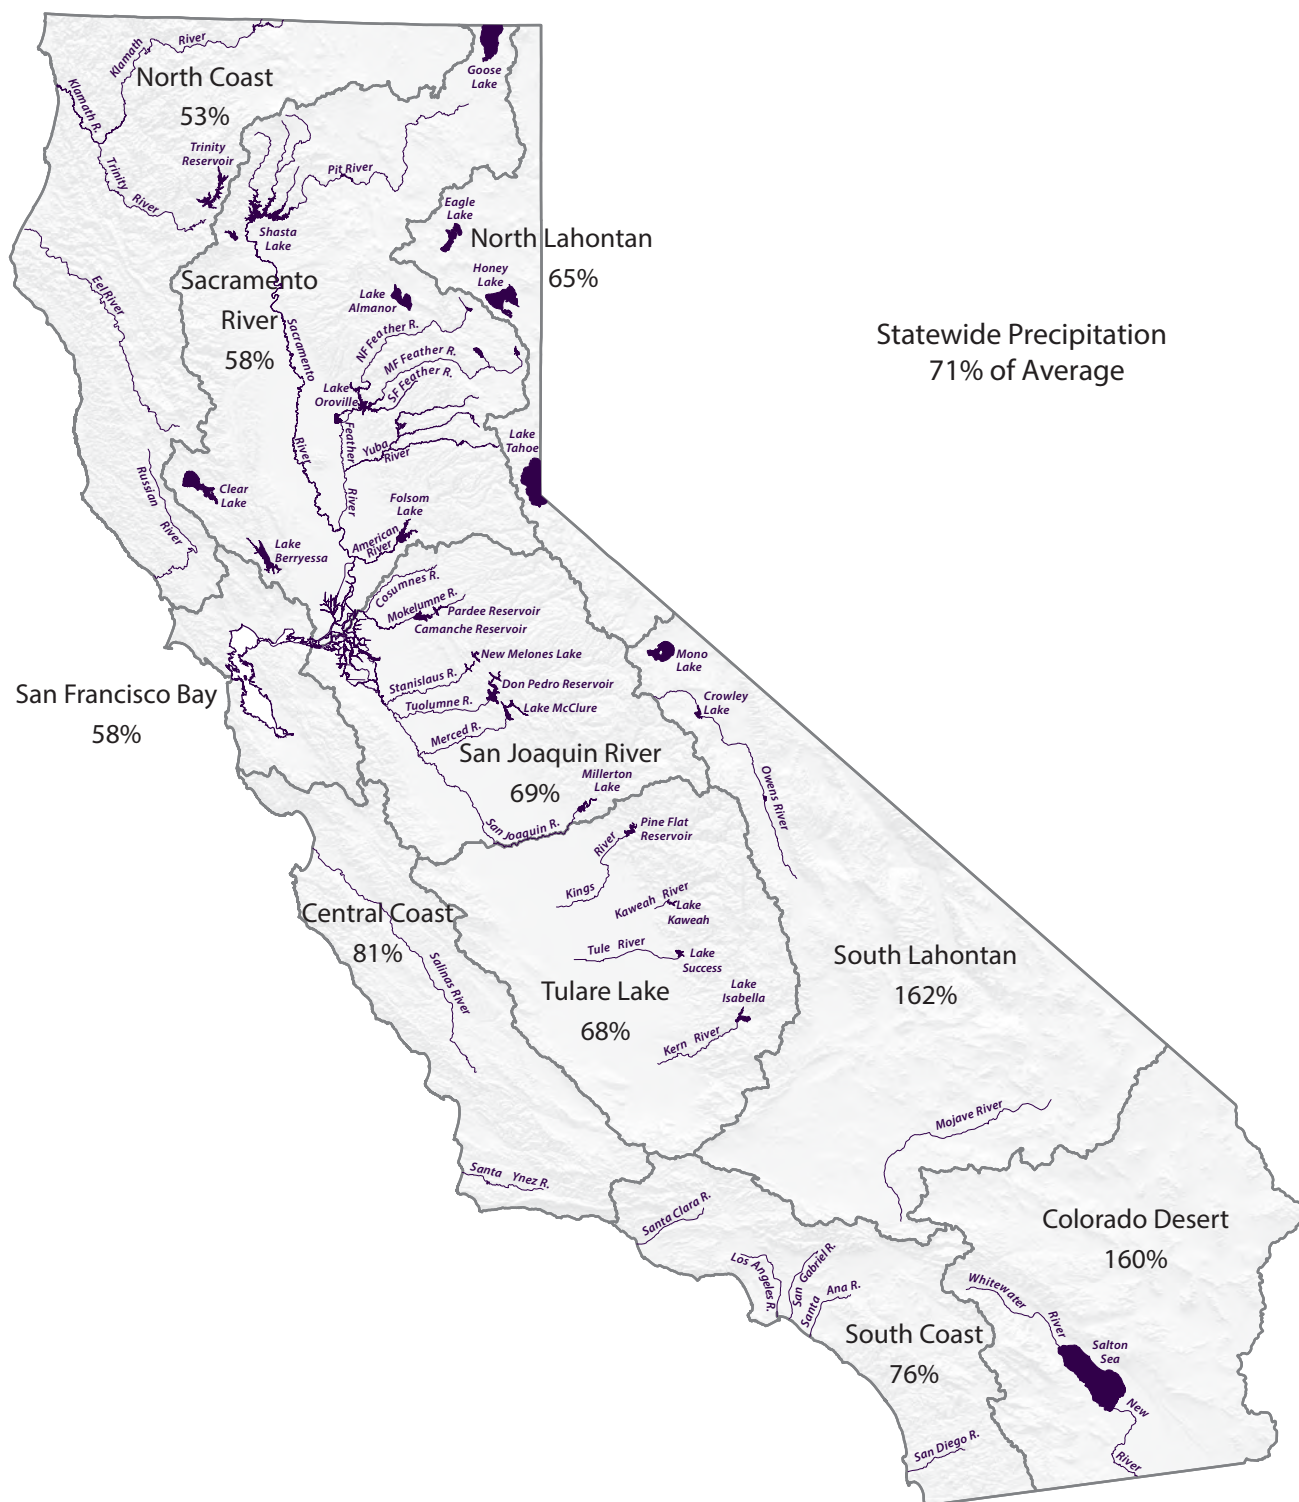 Klamath
River
North Coast
53%
Klamath R.
Trinity
Reservoir
Trinity
River
Goose
Lake
Pit River
Shasta
Lake
Eagle
Lake
North Lahontan
65%
Honey
Lake
Sacramento
River
58%
Lake
Almanor
Eel River
Sacramento
River
NF Feather R.
MF Feather R.
SF Feather R.
Lake
Oroville
Feather
River
Yuba
River
Lake
Tahoe
Statewide Precipitation
71% of Average
Russian
River
Clear
Lake
Folsom
Lake
American
River
Lake
Berryessa
Cosumnes R.
Mokelumne R.
Pardee Reservoir
Camanche Reservoir
New Melones Lake
Stanislaus R.
Don Pedro Reservoir
Tuolumne R.
Lake McClure
Merced R.
Mono
Lake
Crowley
Lake
Owens River
San Francisco Bay
58%
San Joaquin River
69%
Millerton
Lake
San Joaquin R.
Pine Flat
Reservoir
River
Kings
Kaweah River
Lake
Kaweah
Central Coast
81%
Salinas River
Tule River
Lake
Success
Tulare Lake
68%
Lake
Isabella
Kern River
South Lahontan
162%
Mojave River
Santa Ynez R.
Santa Clara R.
Los Angeles R.
San Gabriel R.
Santa Ana R.
Colorado Desert
160%
Whitewater
River
Salton
Sea
New
River
South Coast
76%
San Diego R.